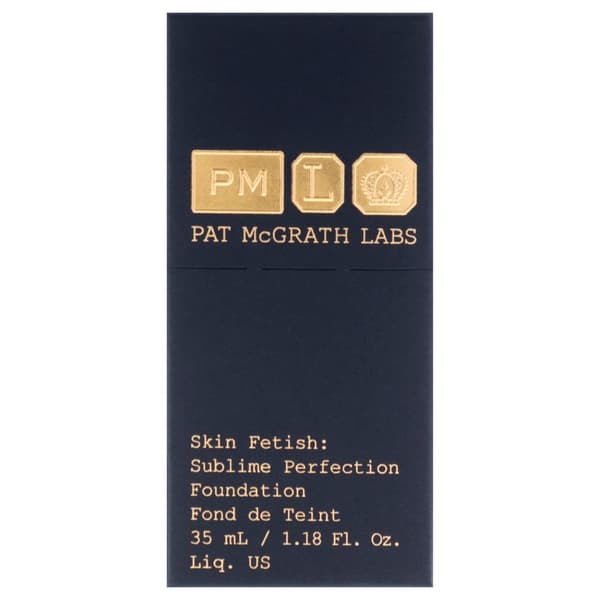 PM L
PAT McGRATH LABS
Skin Fetish:
Sublime Perfection
Foundation
Fond de Teint
35 mL / 1.18 Fl. Oz.
Liq. US